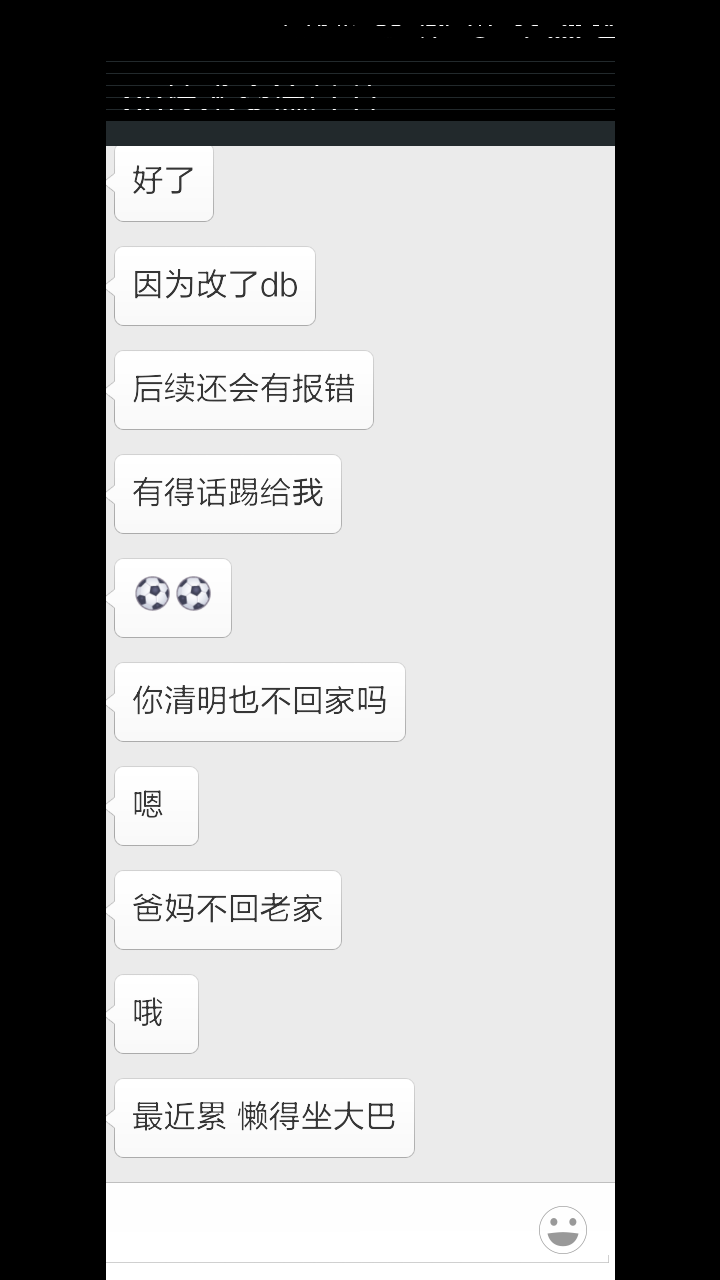 好了
因为改了db
后续还会有报错
有得话踢给我
⚽⚽
你清明也不回家吗
嗯
爸妈不回老家
哦
最近累 懒得坐大巴